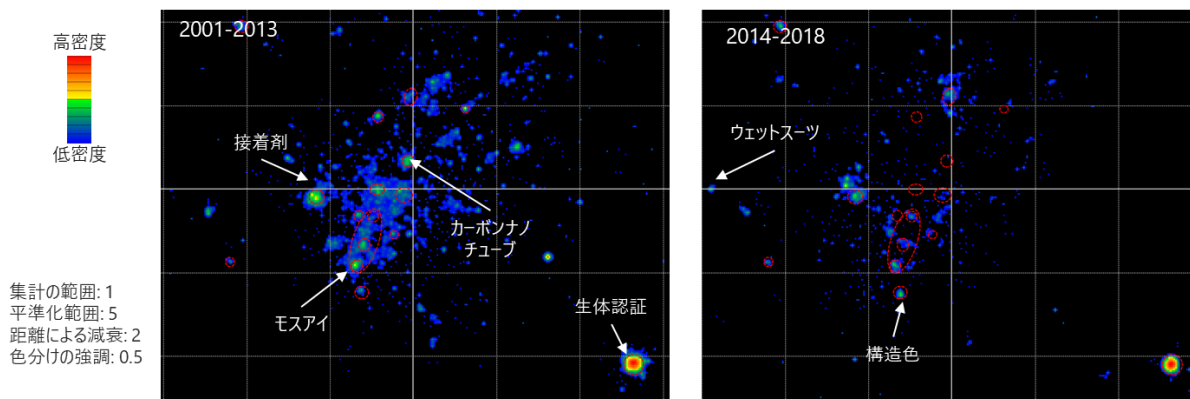 高密度
低密度
集計の範囲: 1
平準化範囲: 5
距離による減衰: 2
色分けの強調: 0.5
2001-2013
接着剤
カーボンナノ
チューブ
モスアイ
生体認証
2014-2018
ウェットスーツ
構造色